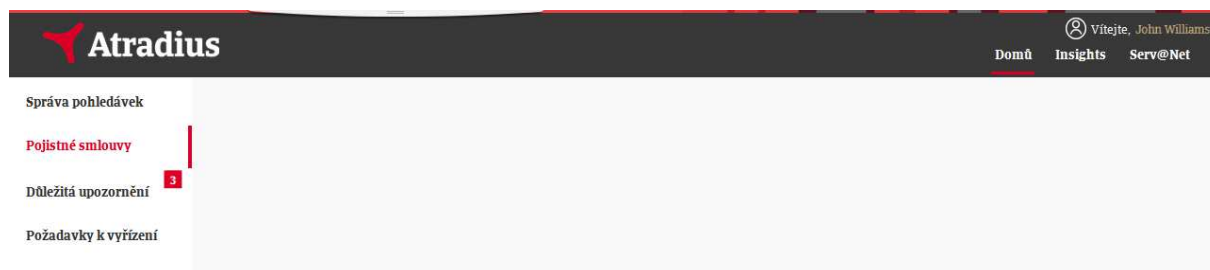 Atradius
Vítejte, John Williams
Domů Insights Serv@Net
Správa pohledávek
Pojistné smlouvy
Důležitá upozornění 3
Požadavky k vyřízení